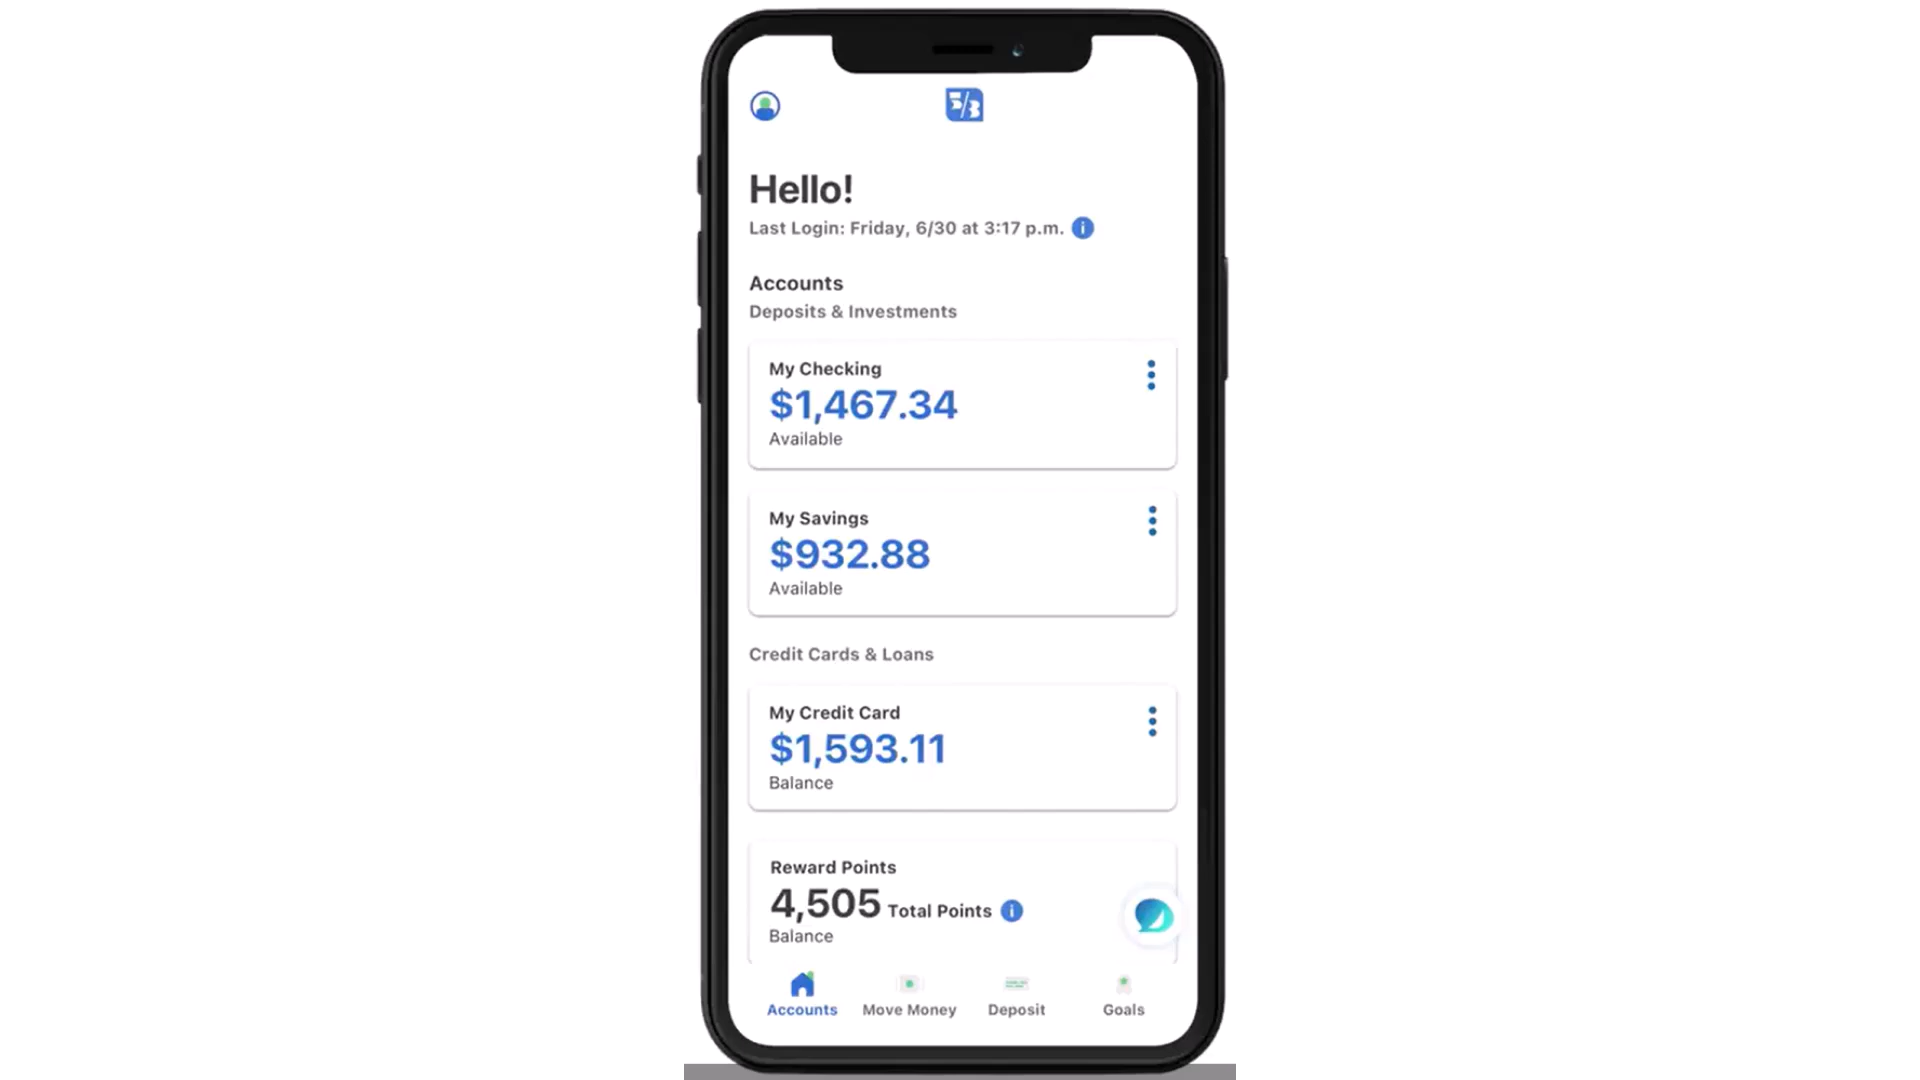 5/3
Hello!
Last Login: Friday, 6/30 at 3:17 p.m. i
Accounts
Deposits & Investments
My Checking
$1,467.34
Available
My Savings
$932.88
Available
Credit Cards & Loans
My Credit Card
$1,593.11
Balance
Reward Points
4,505 Total Points i
Balance
Accounts Move Money Deposit Goals